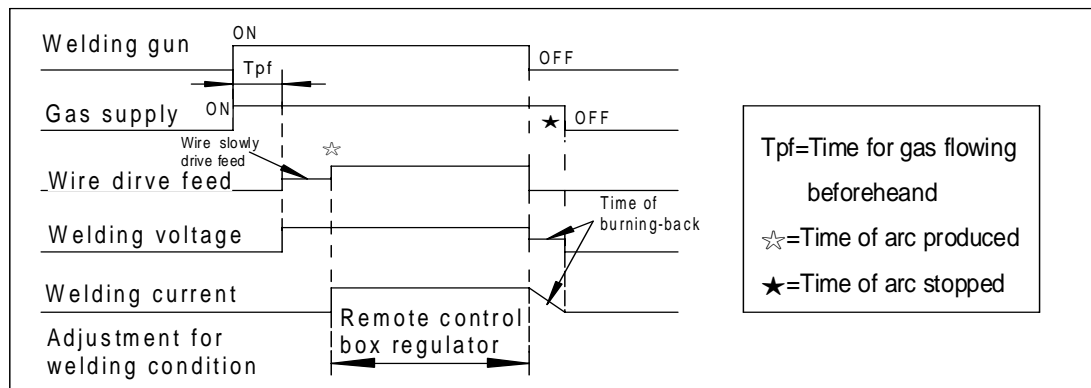 Welding gun
ON
OFF
Tpf
Gas supply
ON
OFF
Wire slowly
drive feed
Wire dirve feed
Time of
burning-back
Welding voltage
Welding current
Adjustment for
welding condition
Remote control
box regulator
Tpf=Time for gas flowing
beforeheand
☆=Time of arc produced
★=Time of arc stopped